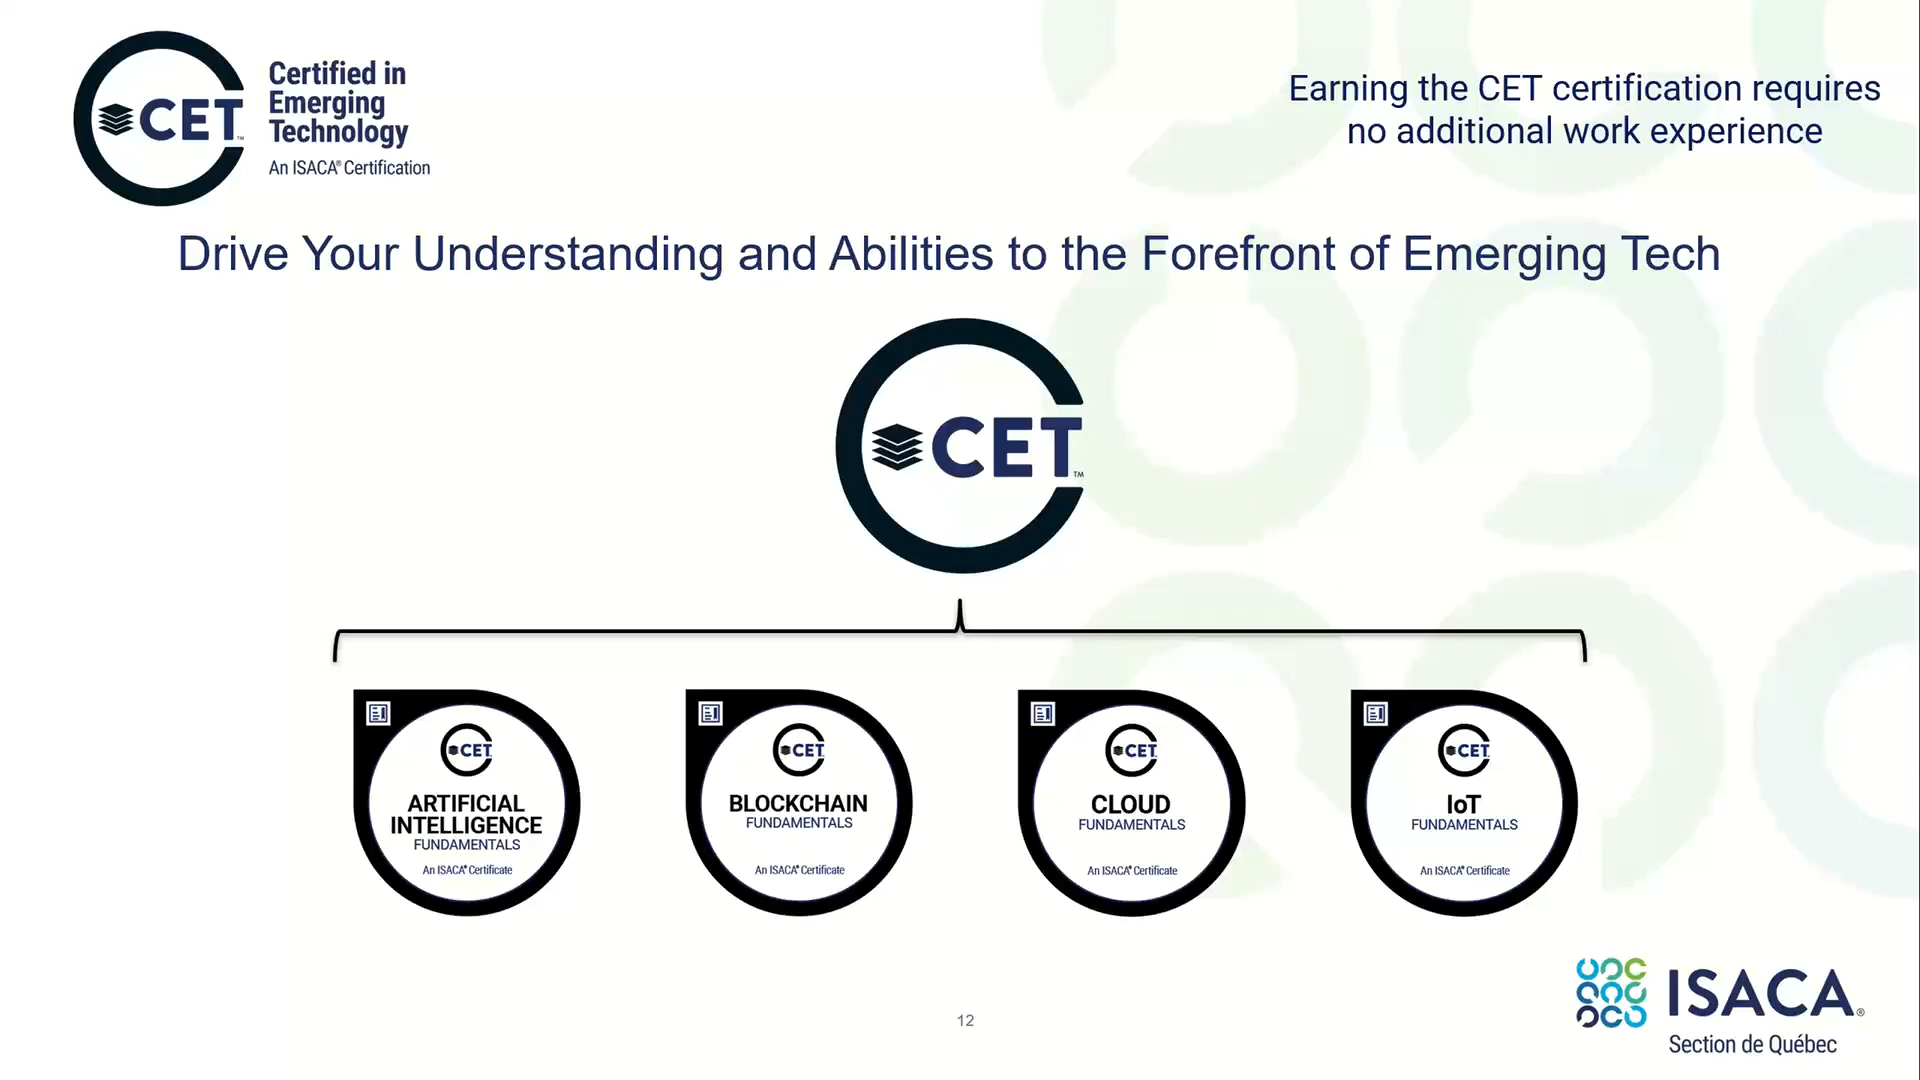 CET™
Certified in
Emerging
Technology
An ISACA® Certification
Earning the CET certification requires
no additional work experience
Drive Your Understanding and Abilities to the Forefront of Emerging Tech
CET™
CET
ARTIFICIAL
INTELLIGENCE
FUNDAMENTALS
An ISACA® Certificate
CET
BLOCKCHAIN
FUNDAMENTALS
An ISACA® Certificate
CET
CLOUD
FUNDAMENTALS
An ISACA® Certificate
CET
IoT
FUNDAMENTALS
An ISACA® Certificate
12
ISACA®
Section de Québec